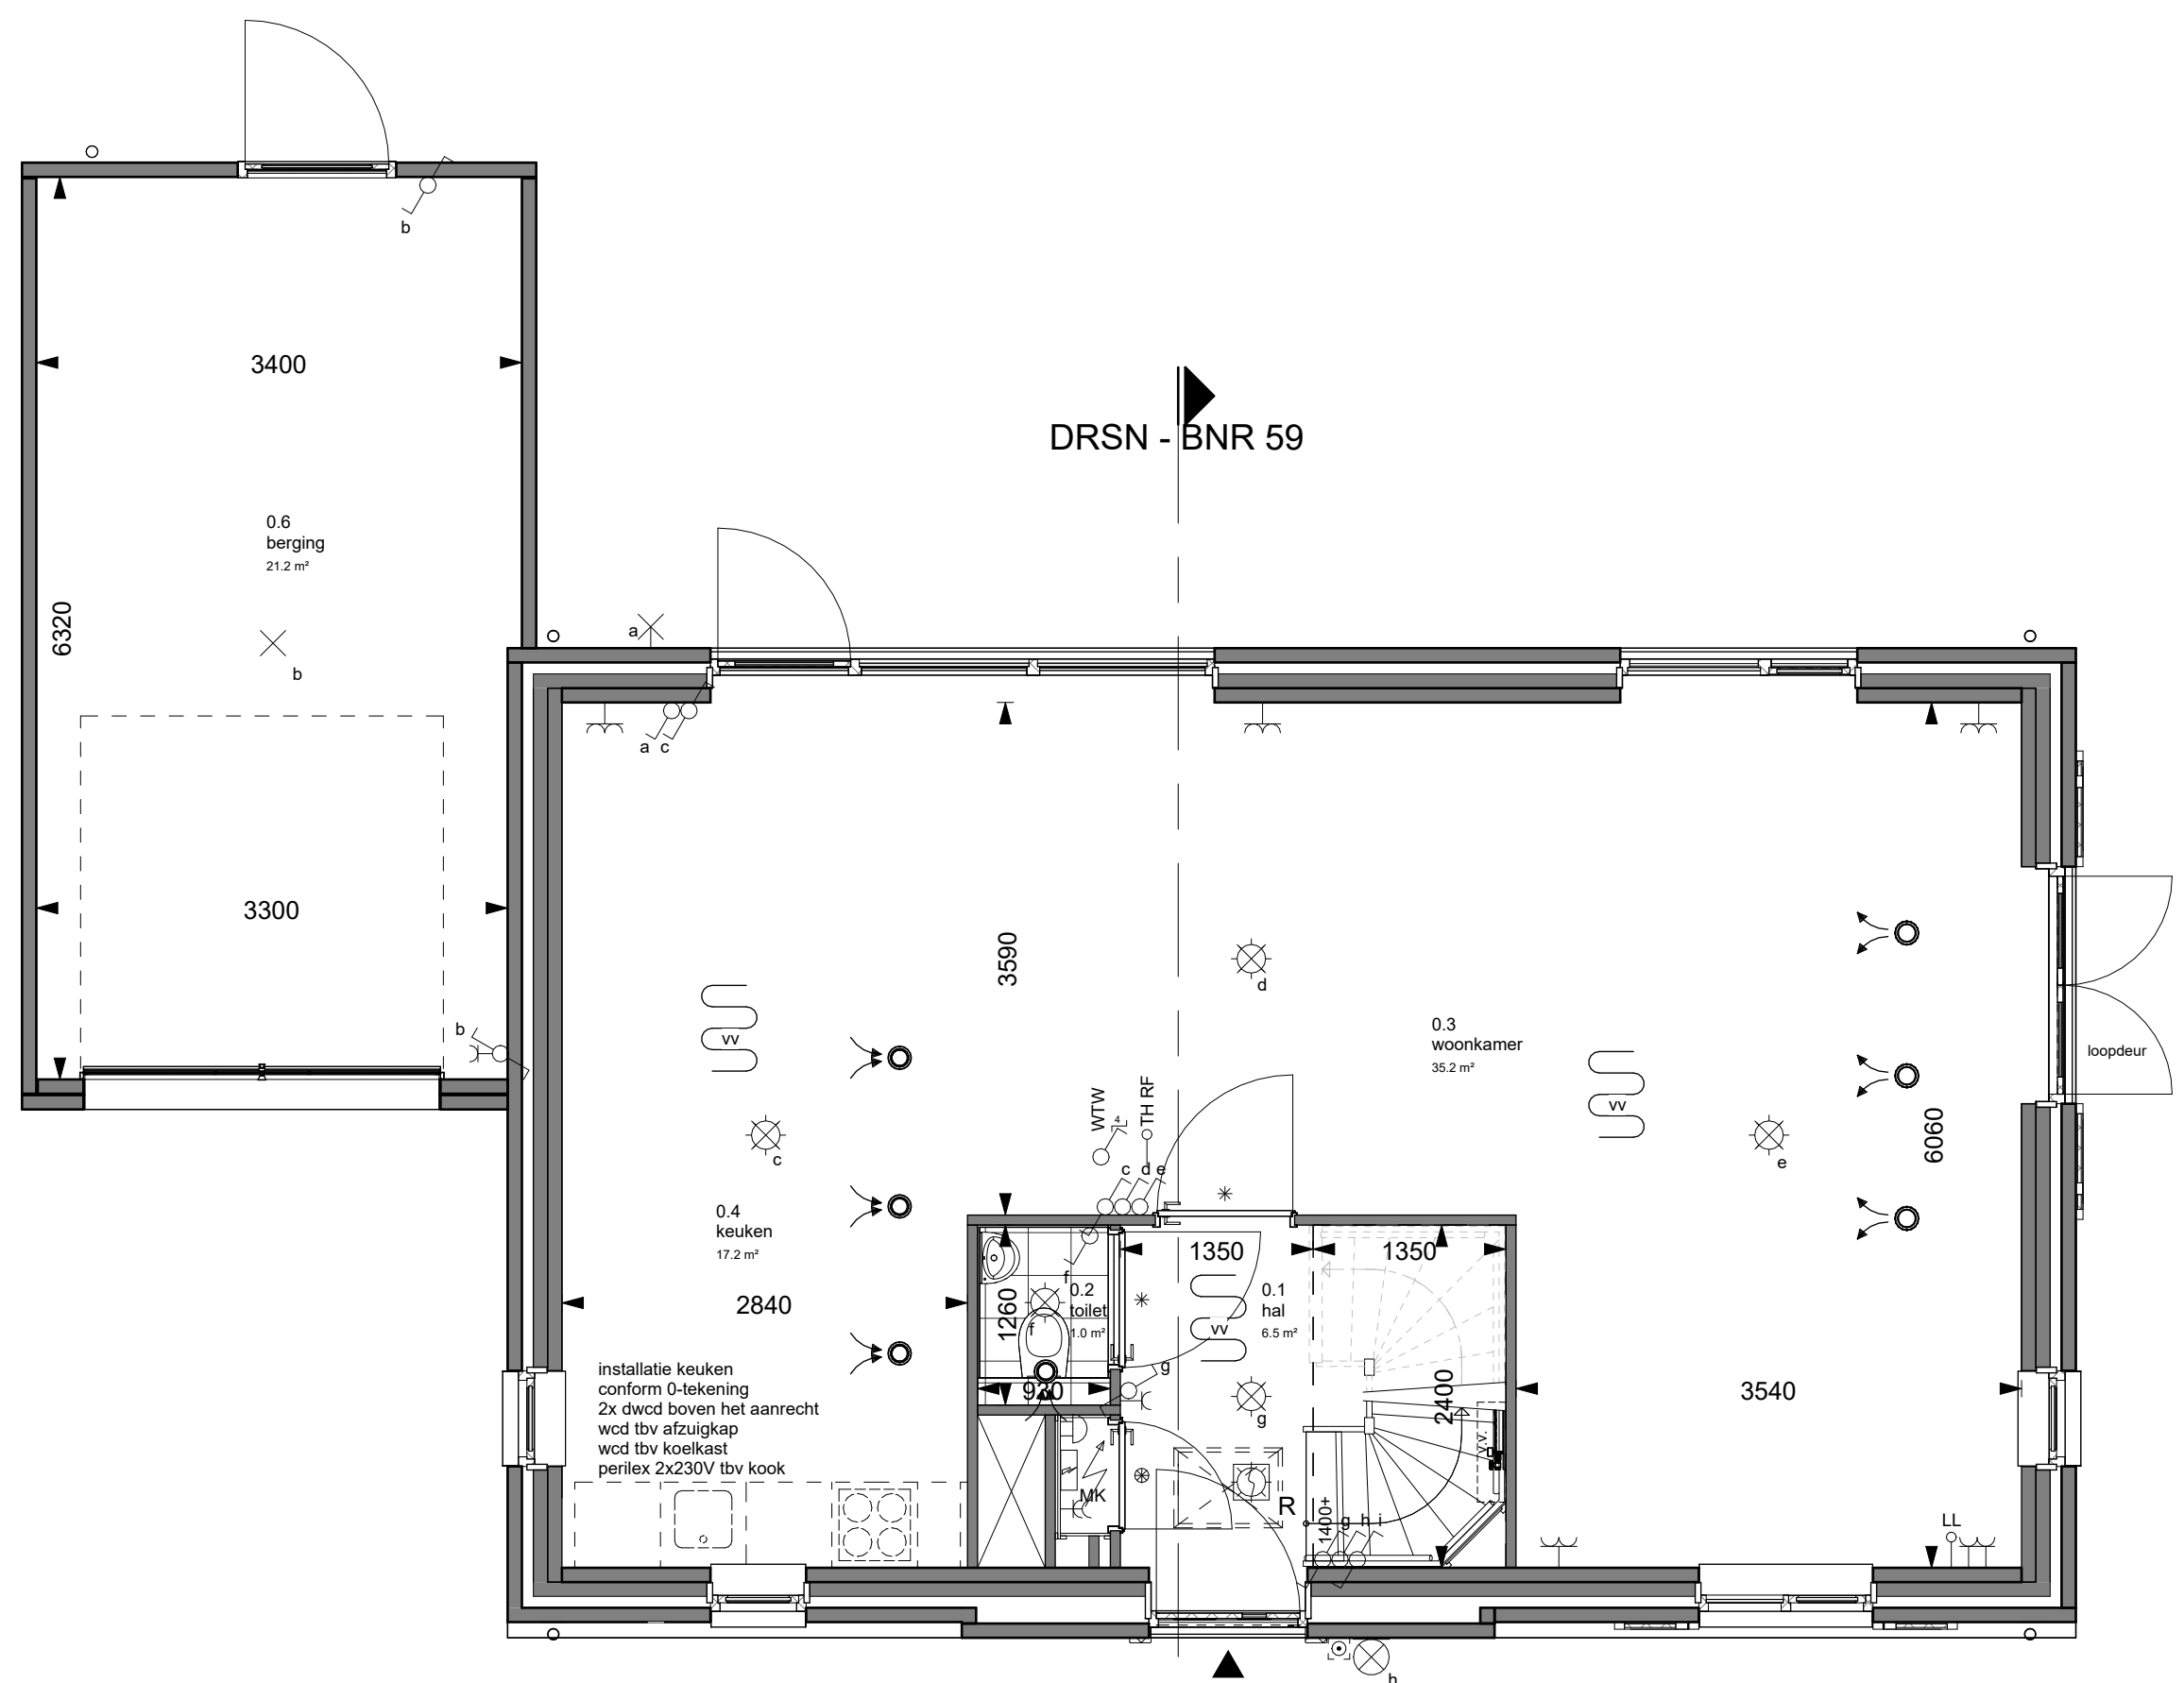 b
3400
DRSN - BNR 59
0.6
berging
21.2 m²
6320
b
a
a c
3300
3590
d
b
vv
0.3
woonkamer
35.2 m²
loopdeur
vv
WTW
4
TH RF
c
c d e
e
6060
0.4
keuken
17.2 m²
1350
1350
2840
f
0.2
toilet
1.0 m²
1260
f
0.1
hal
6.5 m²
vv
g
930
g
2400
3540
installatie keuken
conform 0-tekening
2x dwcd boven het aanrecht
wcd tbv afzuigkap
wcd tbv koelkast
perilex 2x230V tbv kook
v.v.
MK
R
1400+
g h i
LL
h